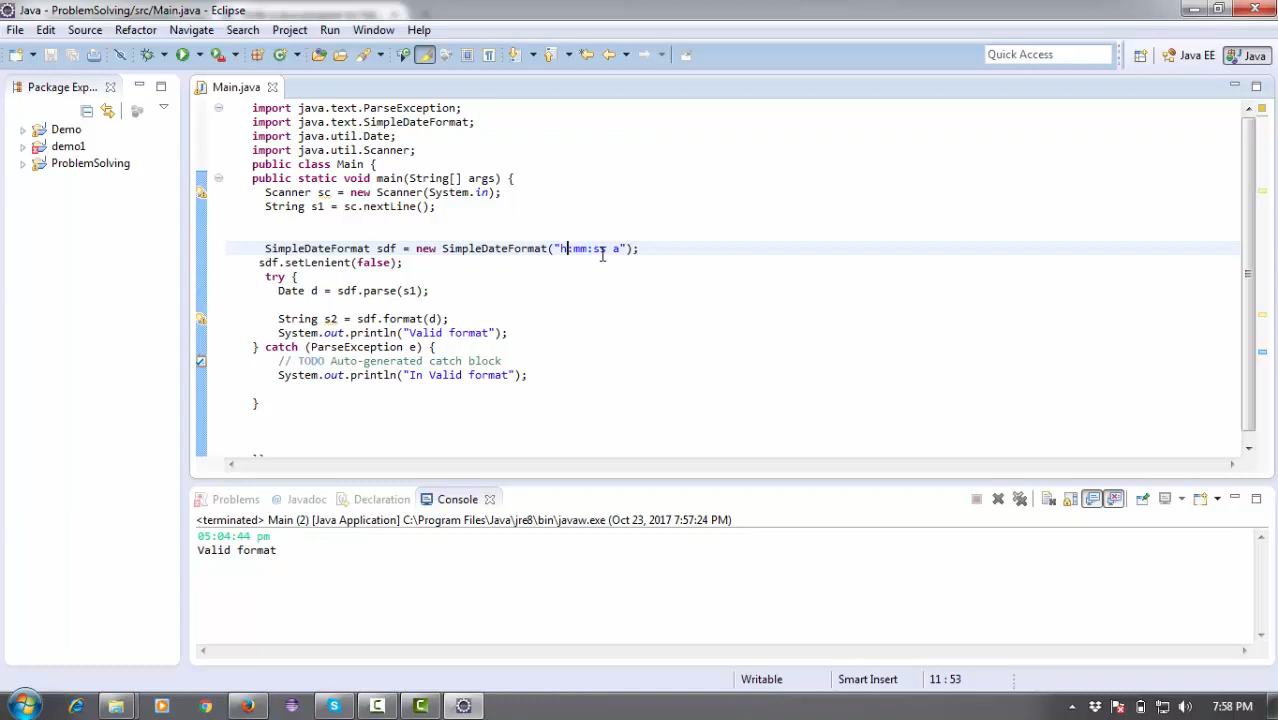 Java - ProblemSolving/src/Main.java - Eclipse
File Edit Source Refactor Navigate Search Project Run Window Help
Quick Access
Java EE
Java
Package Exp...
Main.java
Demo
demo1
ProblemSolving
import java.text.ParseException;
import java.text.SimpleDateFormat;
import java.util.Date;
import java.util.Scanner;
public class Main {
public static void main(String[] args) {
Scanner sc = new Scanner(System.in);
String s1 = sc.nextLine();
SimpleDateFormat sdf = new SimpleDateFormat("h:mm:ss a");
sdf.setLenient(false);
try {
Date d = sdf.parse(s1);
String s2 = sdf.format(d);
System.out.println("Valid format");
} catch (ParseException e) {
// TODO Auto-generated catch block
System.out.println("In Valid format");
}
Problems @ Javadoc Declaration Console
<terminated> Main (2) [Java Application] C:\Program Files\Java\jre8\bin\javaw.exe (Oct 23, 2017 7:57:24 PM)
05:04:44 pm
Valid format
Writable
Smart Insert
11 : 53
7:58 PM